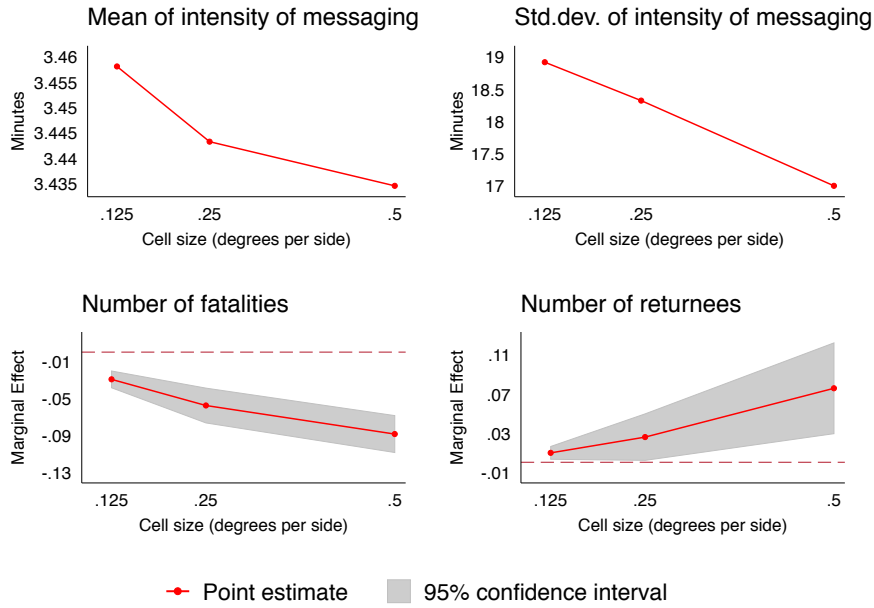 Mean of intensity of messaging
Minutes
3.46
3.455
3.45
3.445
3.44
3.435
.125
.25
.5
Cell size (degrees per side)
Std.dev. of intensity of messaging
Minutes
19
18.5
18
17.5
17
.125
.25
.5
Cell size (degrees per side)
Number of fatalities
Marginal Effect
-.01
-.05
-.09
-.13
.125
.25
.5
Cell size (degrees per side)
Number of returnees
Marginal Effect
.11
.07
.03
-.01
.125
.25
.5
Cell size (degrees per side)
Point estimate
95% confidence interval